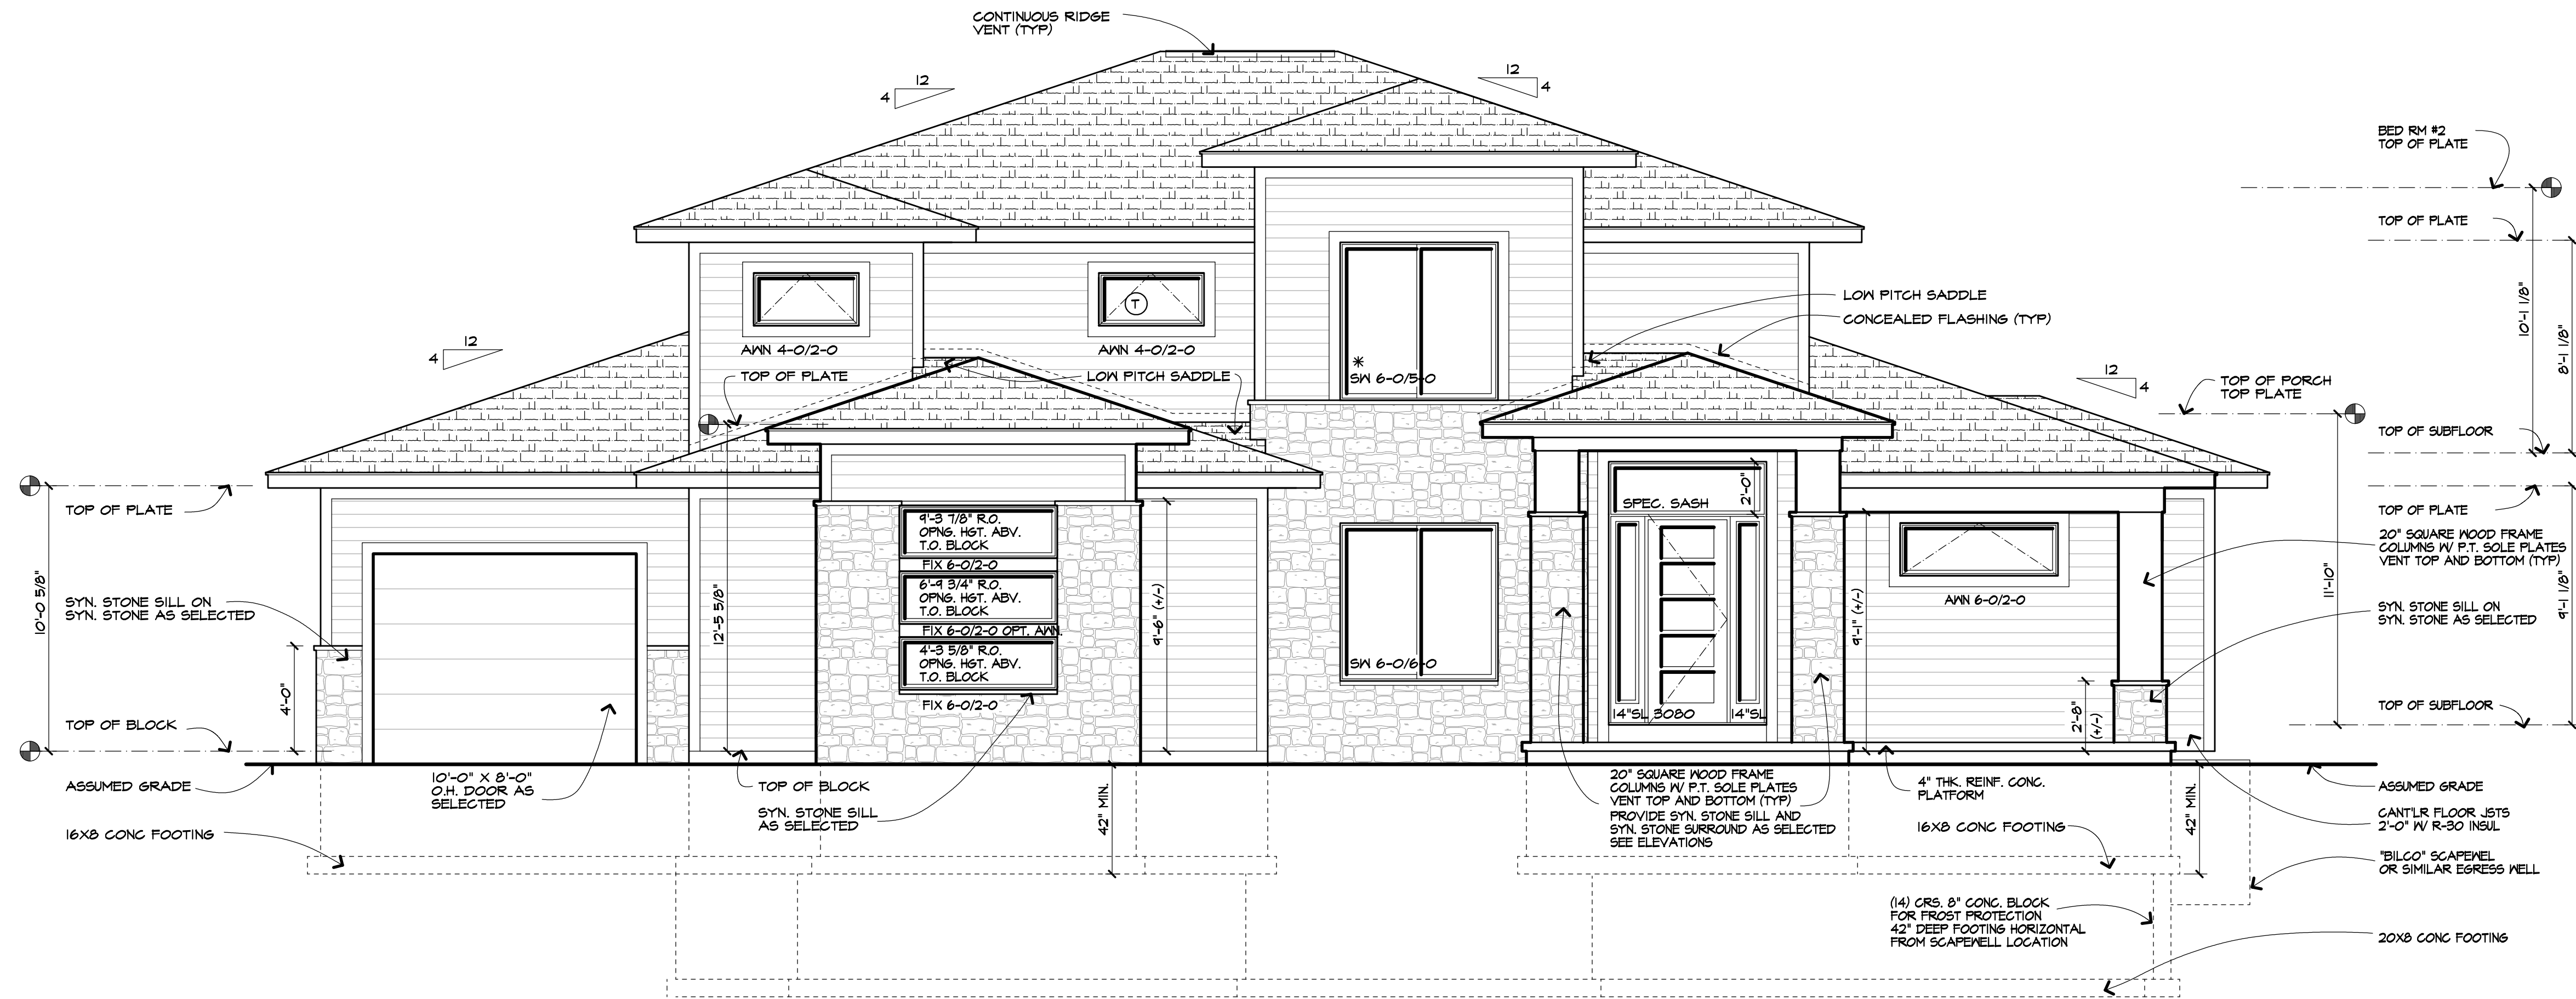 CONTINUOUS RIDGE
VENT (TYP)
12
4
12
4
BED RM #2
TOP OF PLATE
TOP OF PLATE
10'-1 1/8"
8'-1 1/8"
LOW PITCH SADDLE
CONCEALED FLASHING (TYP)
12
4
T
AWN 4-0/2-0
AWN 4-0/2-0
*
SW 6-0/5-0
TOP OF PLATE
LOW PITCH SADDLE
12
4
TOP OF PORCH
TOP PLATE
TOP OF SUBFLOOR
TOP OF PLATE
10'-0 5/8"
SYN. STONE SILL ON
SYN. STONE AS SELECTED
4'-0"
TOP OF BLOCK
ASSUMED GRADE
16X8 CONC FOOTING
10'-0" X 8'-0"
O.H. DOOR AS
SELECTED
12'-5 5/8"
9'-3 7/8" R.O.
OPNG. HGT. ABV.
T.O. BLOCK
FIX 6-0/2-0
6'-9 3/4" R.O.
OPNG. HGT. ABV.
T.O. BLOCK
FIX 6-0/2-0 OPT. AWN.
4'-3 5/8" R.O.
OPNG. HGT. ABV.
T.O. BLOCK
FIX 6-0/2-0
9'-6" (+/-)
TOP OF BLOCK
SYN. STONE SILL
AS SELECTED
42" MIN.
SW 6-0/6-0
SPEC. SASH
2'-0"
14"SL
3080
14"SL
9'-1" (+/-)
AWN 6-0/2-0
2'-8"
(+/-)
11'-10"
TOP OF PLATE
20" SQUARE WOOD FRAME
COLUMNS W/ P.T. SOLE PLATES
VENT TOP AND BOTTOM (TYP)
9'-1 1/8"
SYN. STONE SILL ON
SYN. STONE AS SELECTED
TOP OF SUBFLOOR
20" SQUARE WOOD FRAME
COLUMNS W/ P.T. SOLE PLATES
VENT TOP AND BOTTOM (TYP)
PROVIDE SYN. STONE SILL AND
SYN. STONE SURROUND AS SELECTED
SEE ELEVATIONS
4" THK. REINF. CONC.
PLATFORM
16X8 CONC FOOTING
42" MIN.
ASSUMED GRADE
CANT'LR FLOOR JSTS
2'-0" W/ R-30 INSUL
"BILCO" SCAPEWEL
OR SIMILAR EGRESS WELL
(14) CRS. 8" CONC. BLOCK
FOR FROST PROTECTION
42" DEEP FOOTING HORIZONTAL
FROM SCAPEWELL LOCATION
20X8 CONC FOOTING